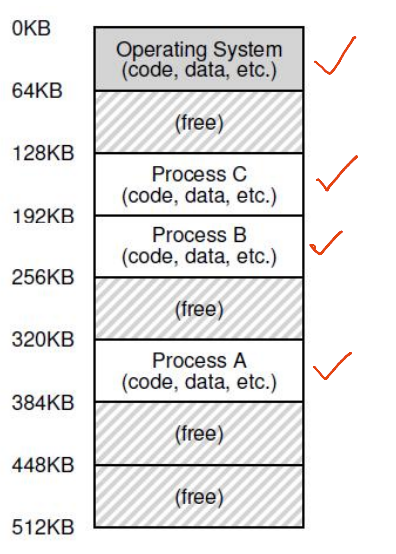 0KB
Operating System
(code, data, etc.)
64KB
(free)
128KB
Process C
(code, data, etc.)
192KB
Process B
(code, data, etc.)
256KB
(free)
320KB
Process A
(code, data, etc.)
384KB
(free)
448KB
(free)
512KB